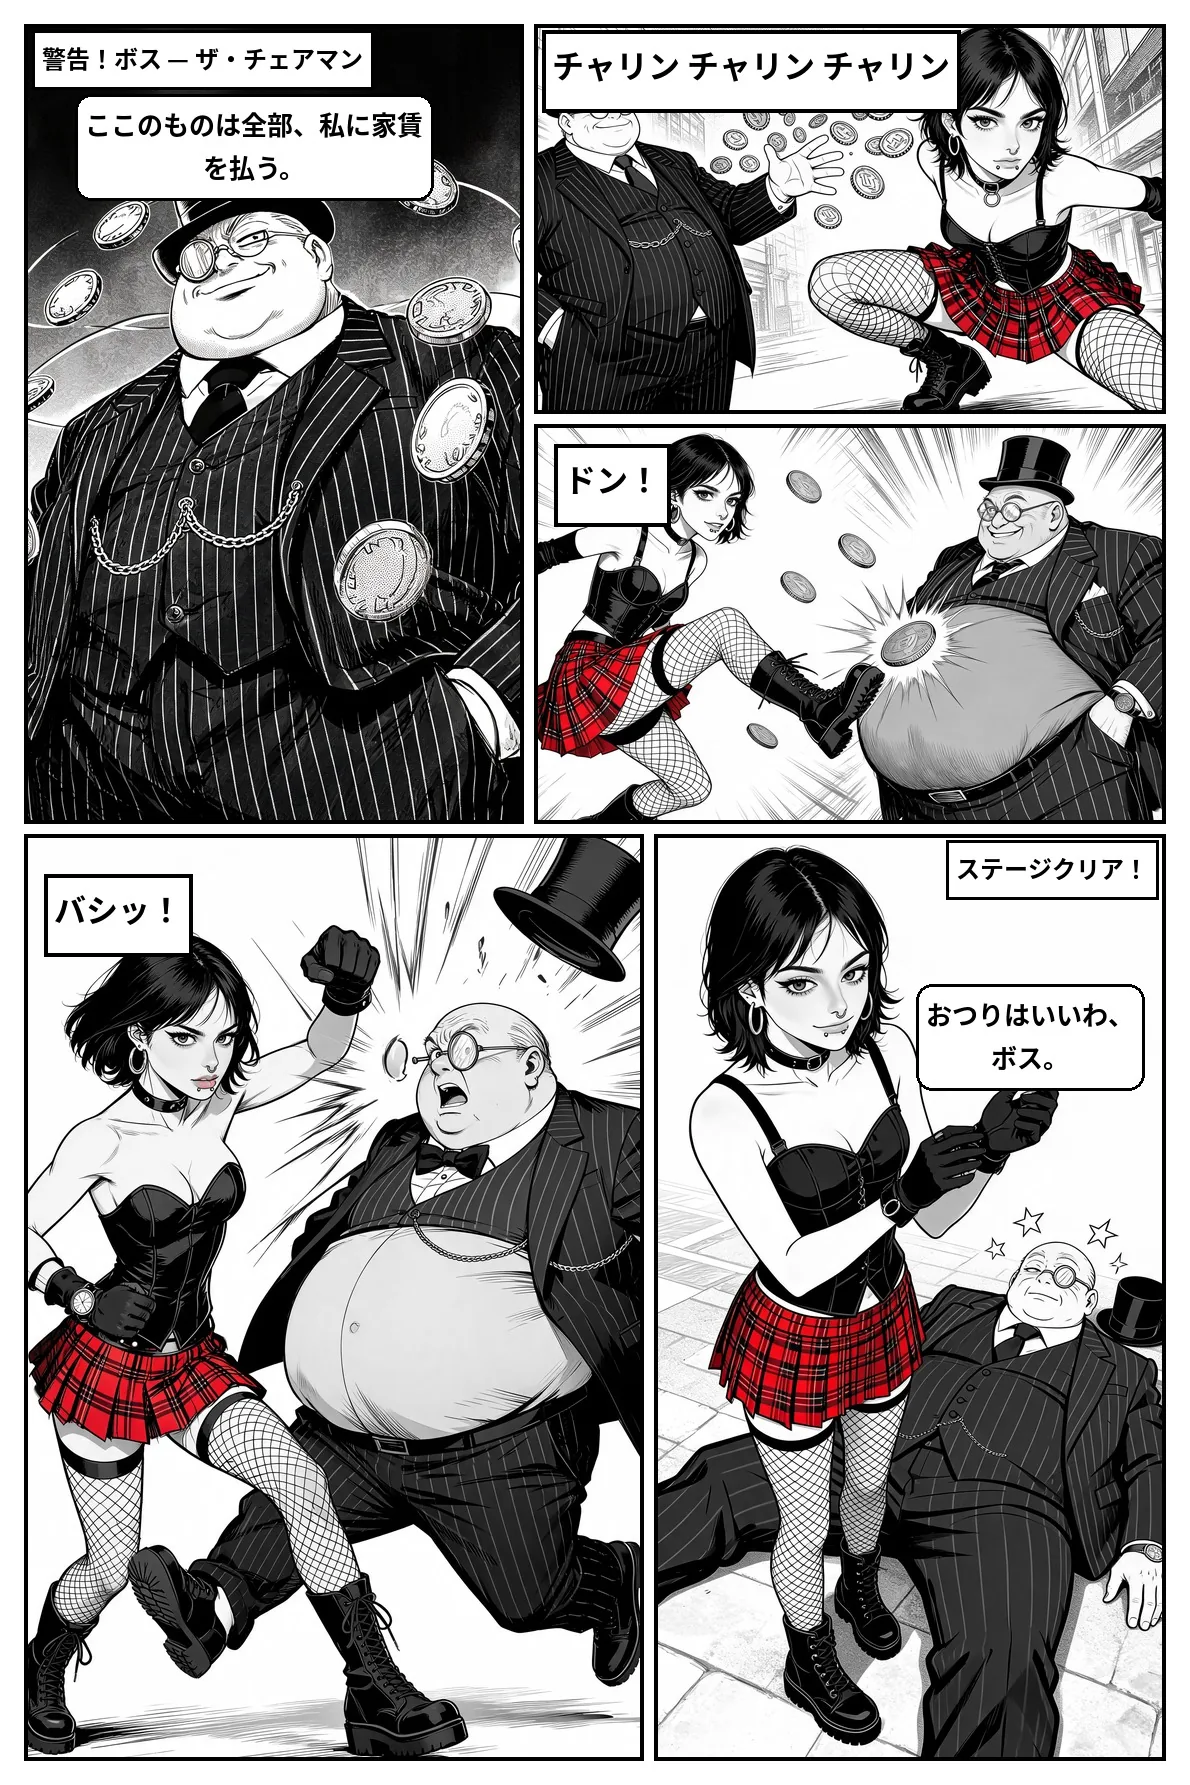 警告！ボス — ザ・チェアマン
ここのものは全部、私に家賃
を払う。
チャリン チャリン チャリン
ドン！
バシッ！
ステージクリア！
おつりはいいわ、
ボス。